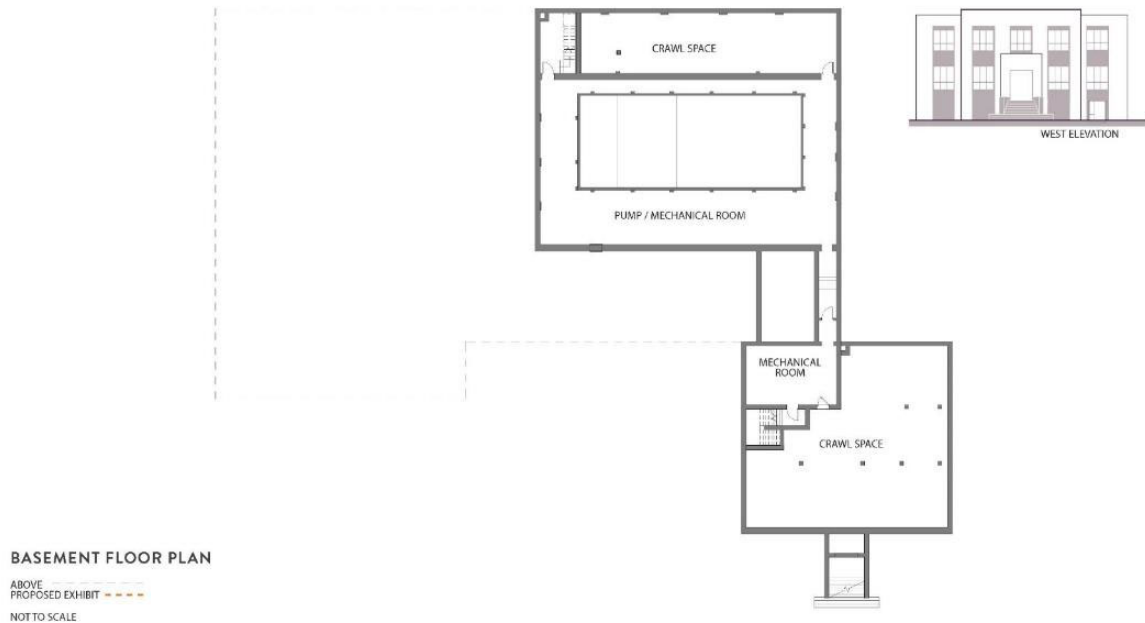 CRAWL SPACE
WEST ELEVATION
PUMP / MECHANICAL ROOM
MECHANICAL
ROOM
CRAWL SPACE
BASEMENT FLOOR PLAN
ABOVE
PROPOSED EXHIBIT
NOT TO SCALE